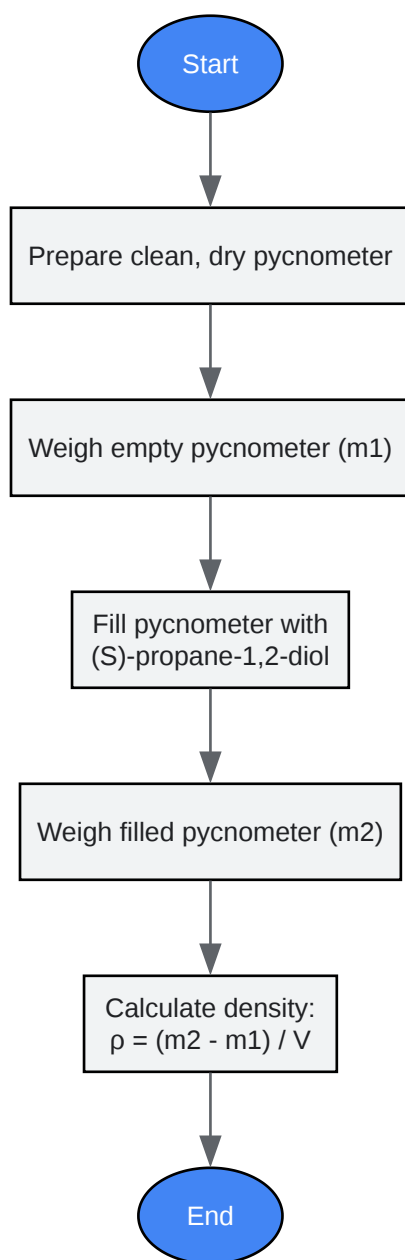 Start
Prepare clean, dry pycnometer
Weigh empty pycnometer (m1)
Fill pycnometer with
(S)-propane-1,2-diol
Weigh filled pycnometer (m2)
Calculate density:
ρ = (m2 - m1) / V
End